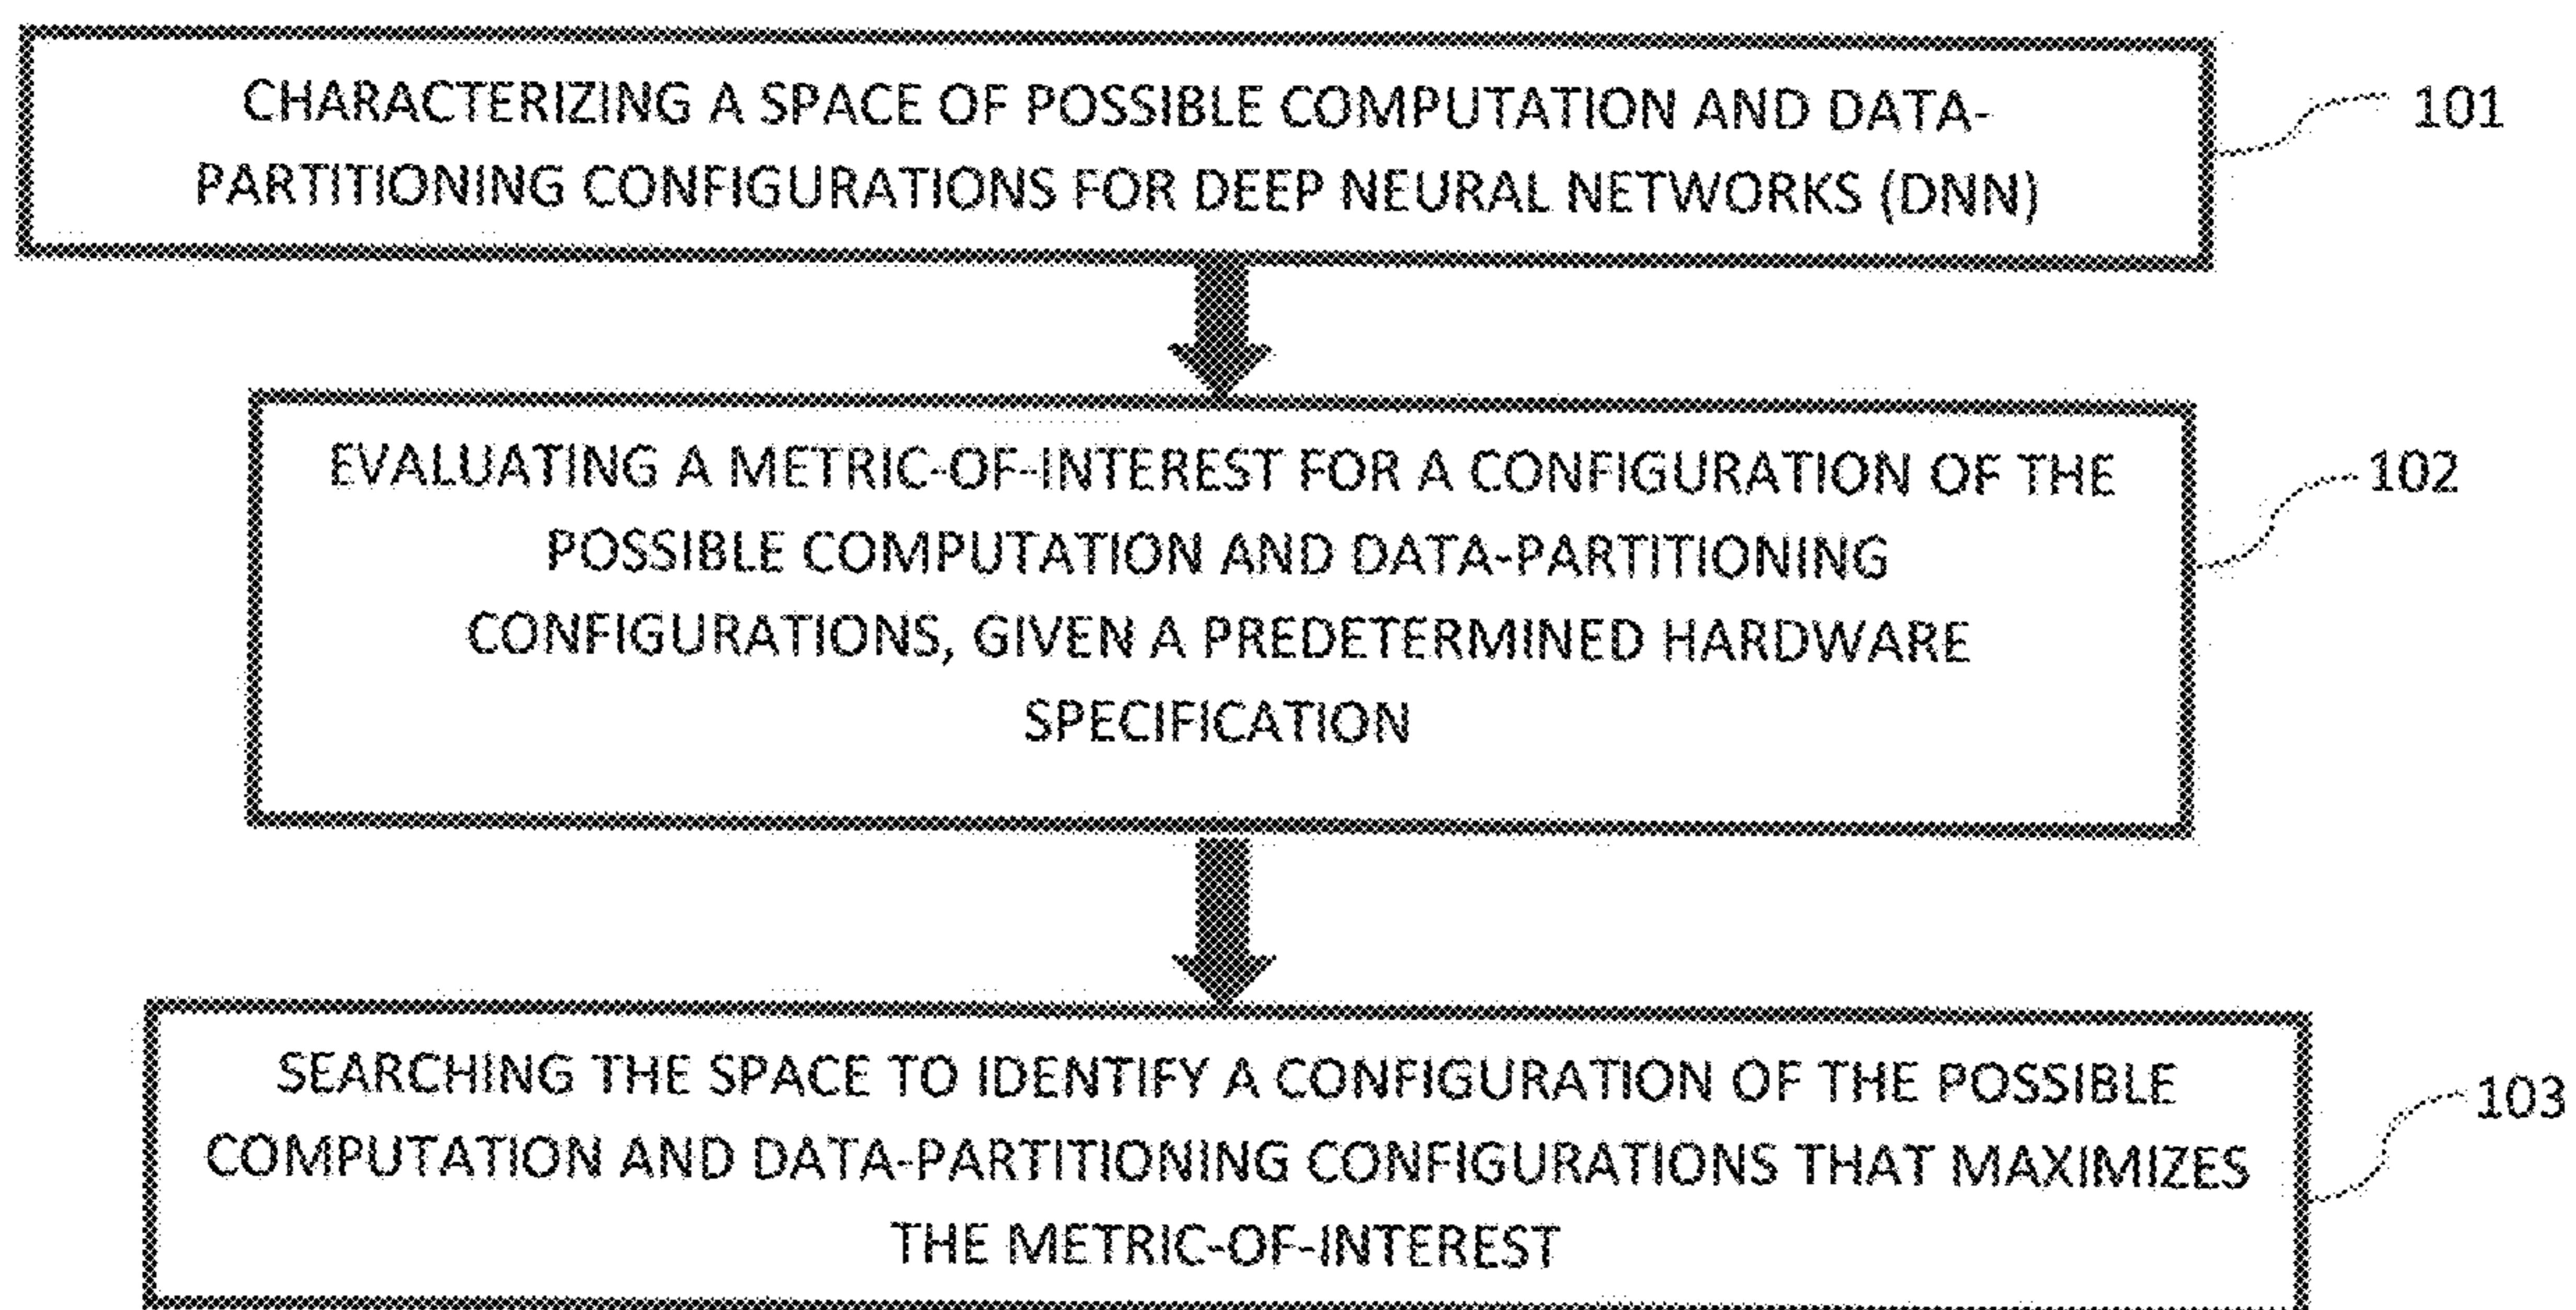 CHARACTERIZING A SPACE OF POSSIBLE COMPUTATION AND DATA-
PARTITIONING CONFIGURATIONS FOR DEEP NEURAL NETWORKS (DNN)
101
EVALUATING A METRIC-OF-INTEREST FOR A CONFIGURATION OF THE
POSSIBLE COMPUTATION AND DATA-PARTITIONING
CONFIGURATIONS, GIVEN A PREDETERMINED HARDWARE
SPECIFICATION
102
SEARCHING THE SPACE TO IDENTIFY A CONFIGURATION OF THE POSSIBLE
COMPUTATION AND DATA-PARTITIONING CONFIGURATIONS THAT MAXIMIZES
THE METRIC-OF-INTEREST
103